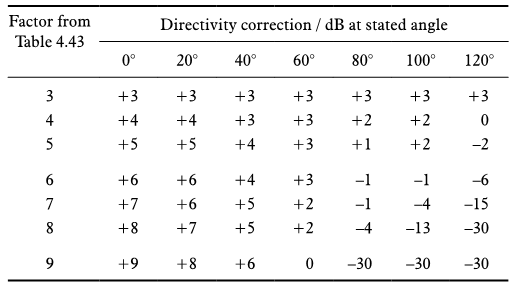 Factor from Directivity correction / dB at stated angle
Table 4.43
0° 20° 40° 60° 80° 100° 120°
3 +3 +3 +3 +3 +3 +3 +3
4 +4 +4 +3 +3 +2 +2 0
5 +5 +5 +4 +3 +1 +2 –2
6 +6 +6 +4 +3 –1 –1 –6
7 +7 +6 +5 +2 –1 –4 –15
8 +8 +7 +5 +2 –4 –13 –30
9 +9 +8 +6 0 –30 –30 –30